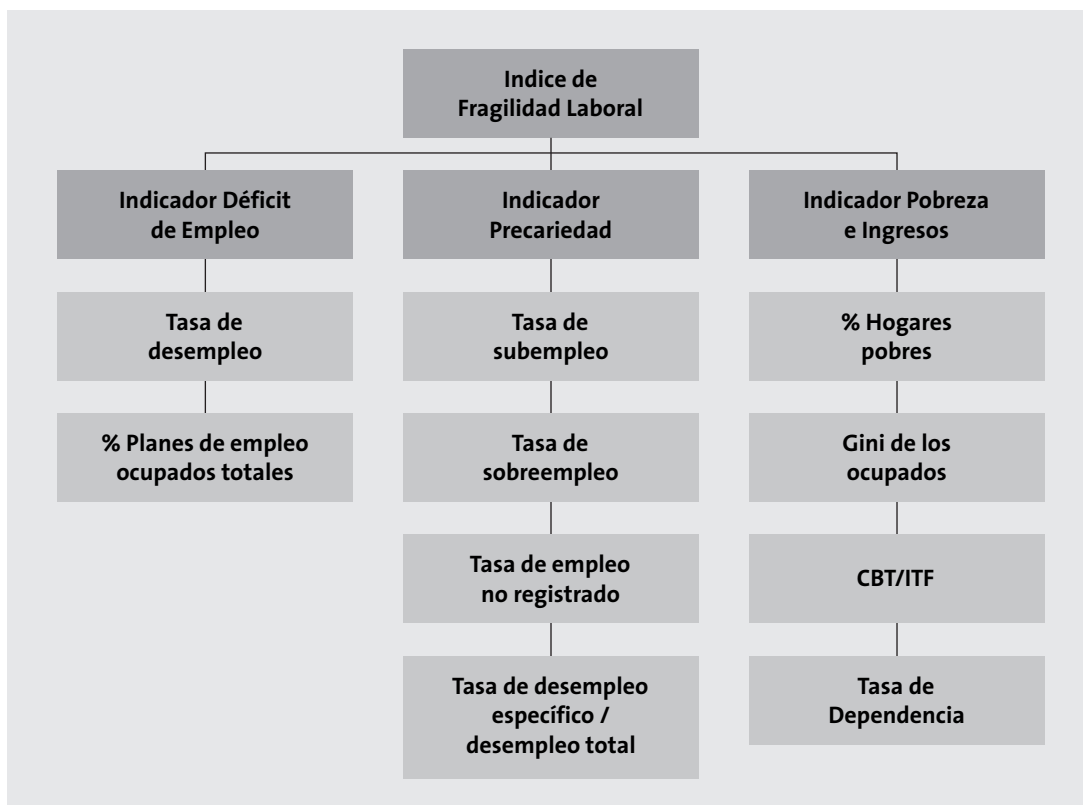 Indice de
Fragilidad Laboral
Indicador Déficit
de Empleo
Tasa de
desempleo
% Planes de empleo
ocupados totales
Indicador
Precariedad
Tasa de
subempleo
Tasa de
sobreempleo
Tasa de empleo
no registrado
Tasa de desempleo
específico /
desempleo total
Indicador Pobreza
e Ingresos
% Hogares
pobres
Gini de los
ocupados
CBT/ITF
Tasa de
Dependencia